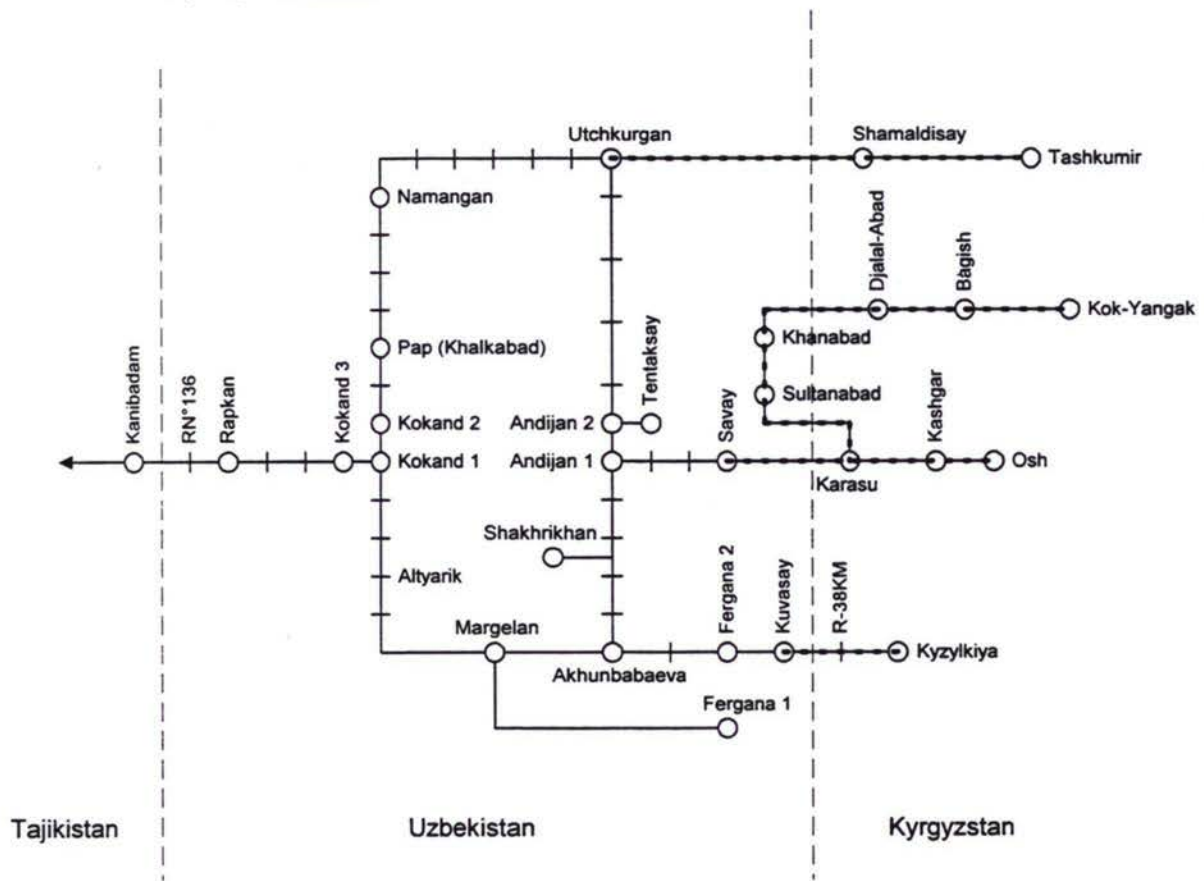 Utchkurgan
Shamaldisay
Tashkumir
Namangan
Djalal-Abad
Bagish
Kok-Yangak
Khanabad
Pap (Khalkabad)
Tentaksay
Sultanabad
Kanibadam
RN°136
Rapkan
Kokand 3
Kokand 2
Andijan 2
Savay
Kashgar
Kokand 1
Andijan 1
Karasu
Osh
Shakhrikhan
Altyarik
Fergana 2
Kuvasay
R-38KM
Margelan
Akhunbabaeva
Kyzylkiya
Fergana 1
Tajikistan
Uzbekistan
Kyrgyzstan